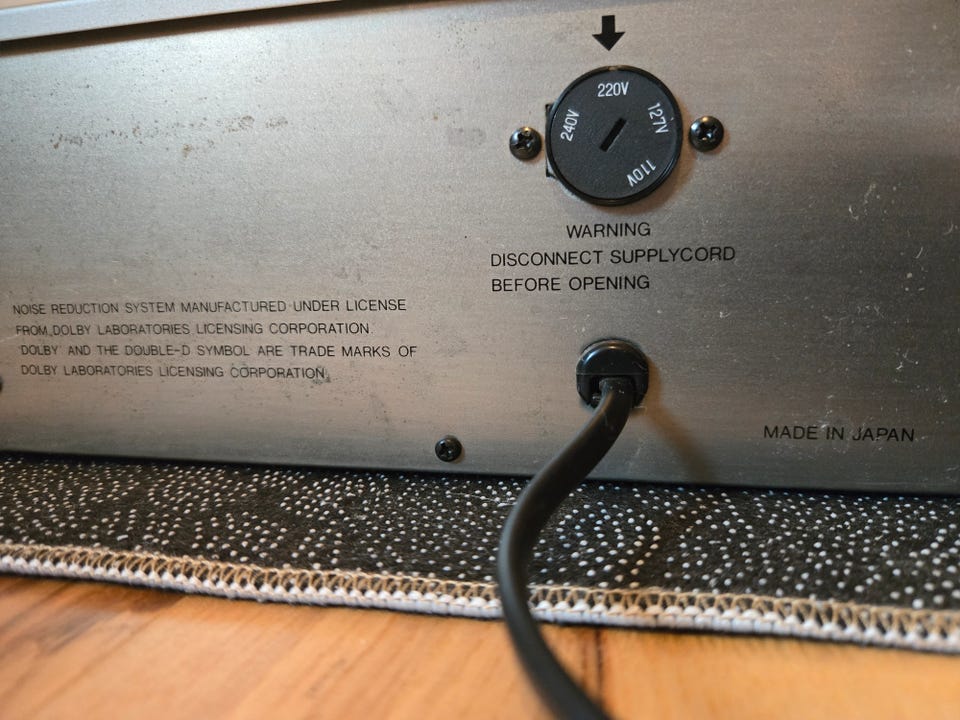 220V
240V
127V
110V
WARNING
DISCONNECT SUPPLYCORD
BEFORE OPENING
NOISE REDUCTION SYSTEM MANUFACTURED UNDER LICENSE
FROM DOLBY LABORATORIES LICENSING CORPORATION.
DOLBY AND THE DOUBLE-D SYMBOL ARE TRADE MARKS OF
DOLBY LABORATORIES LICENSING CORPORATION.
MADE IN JAPAN